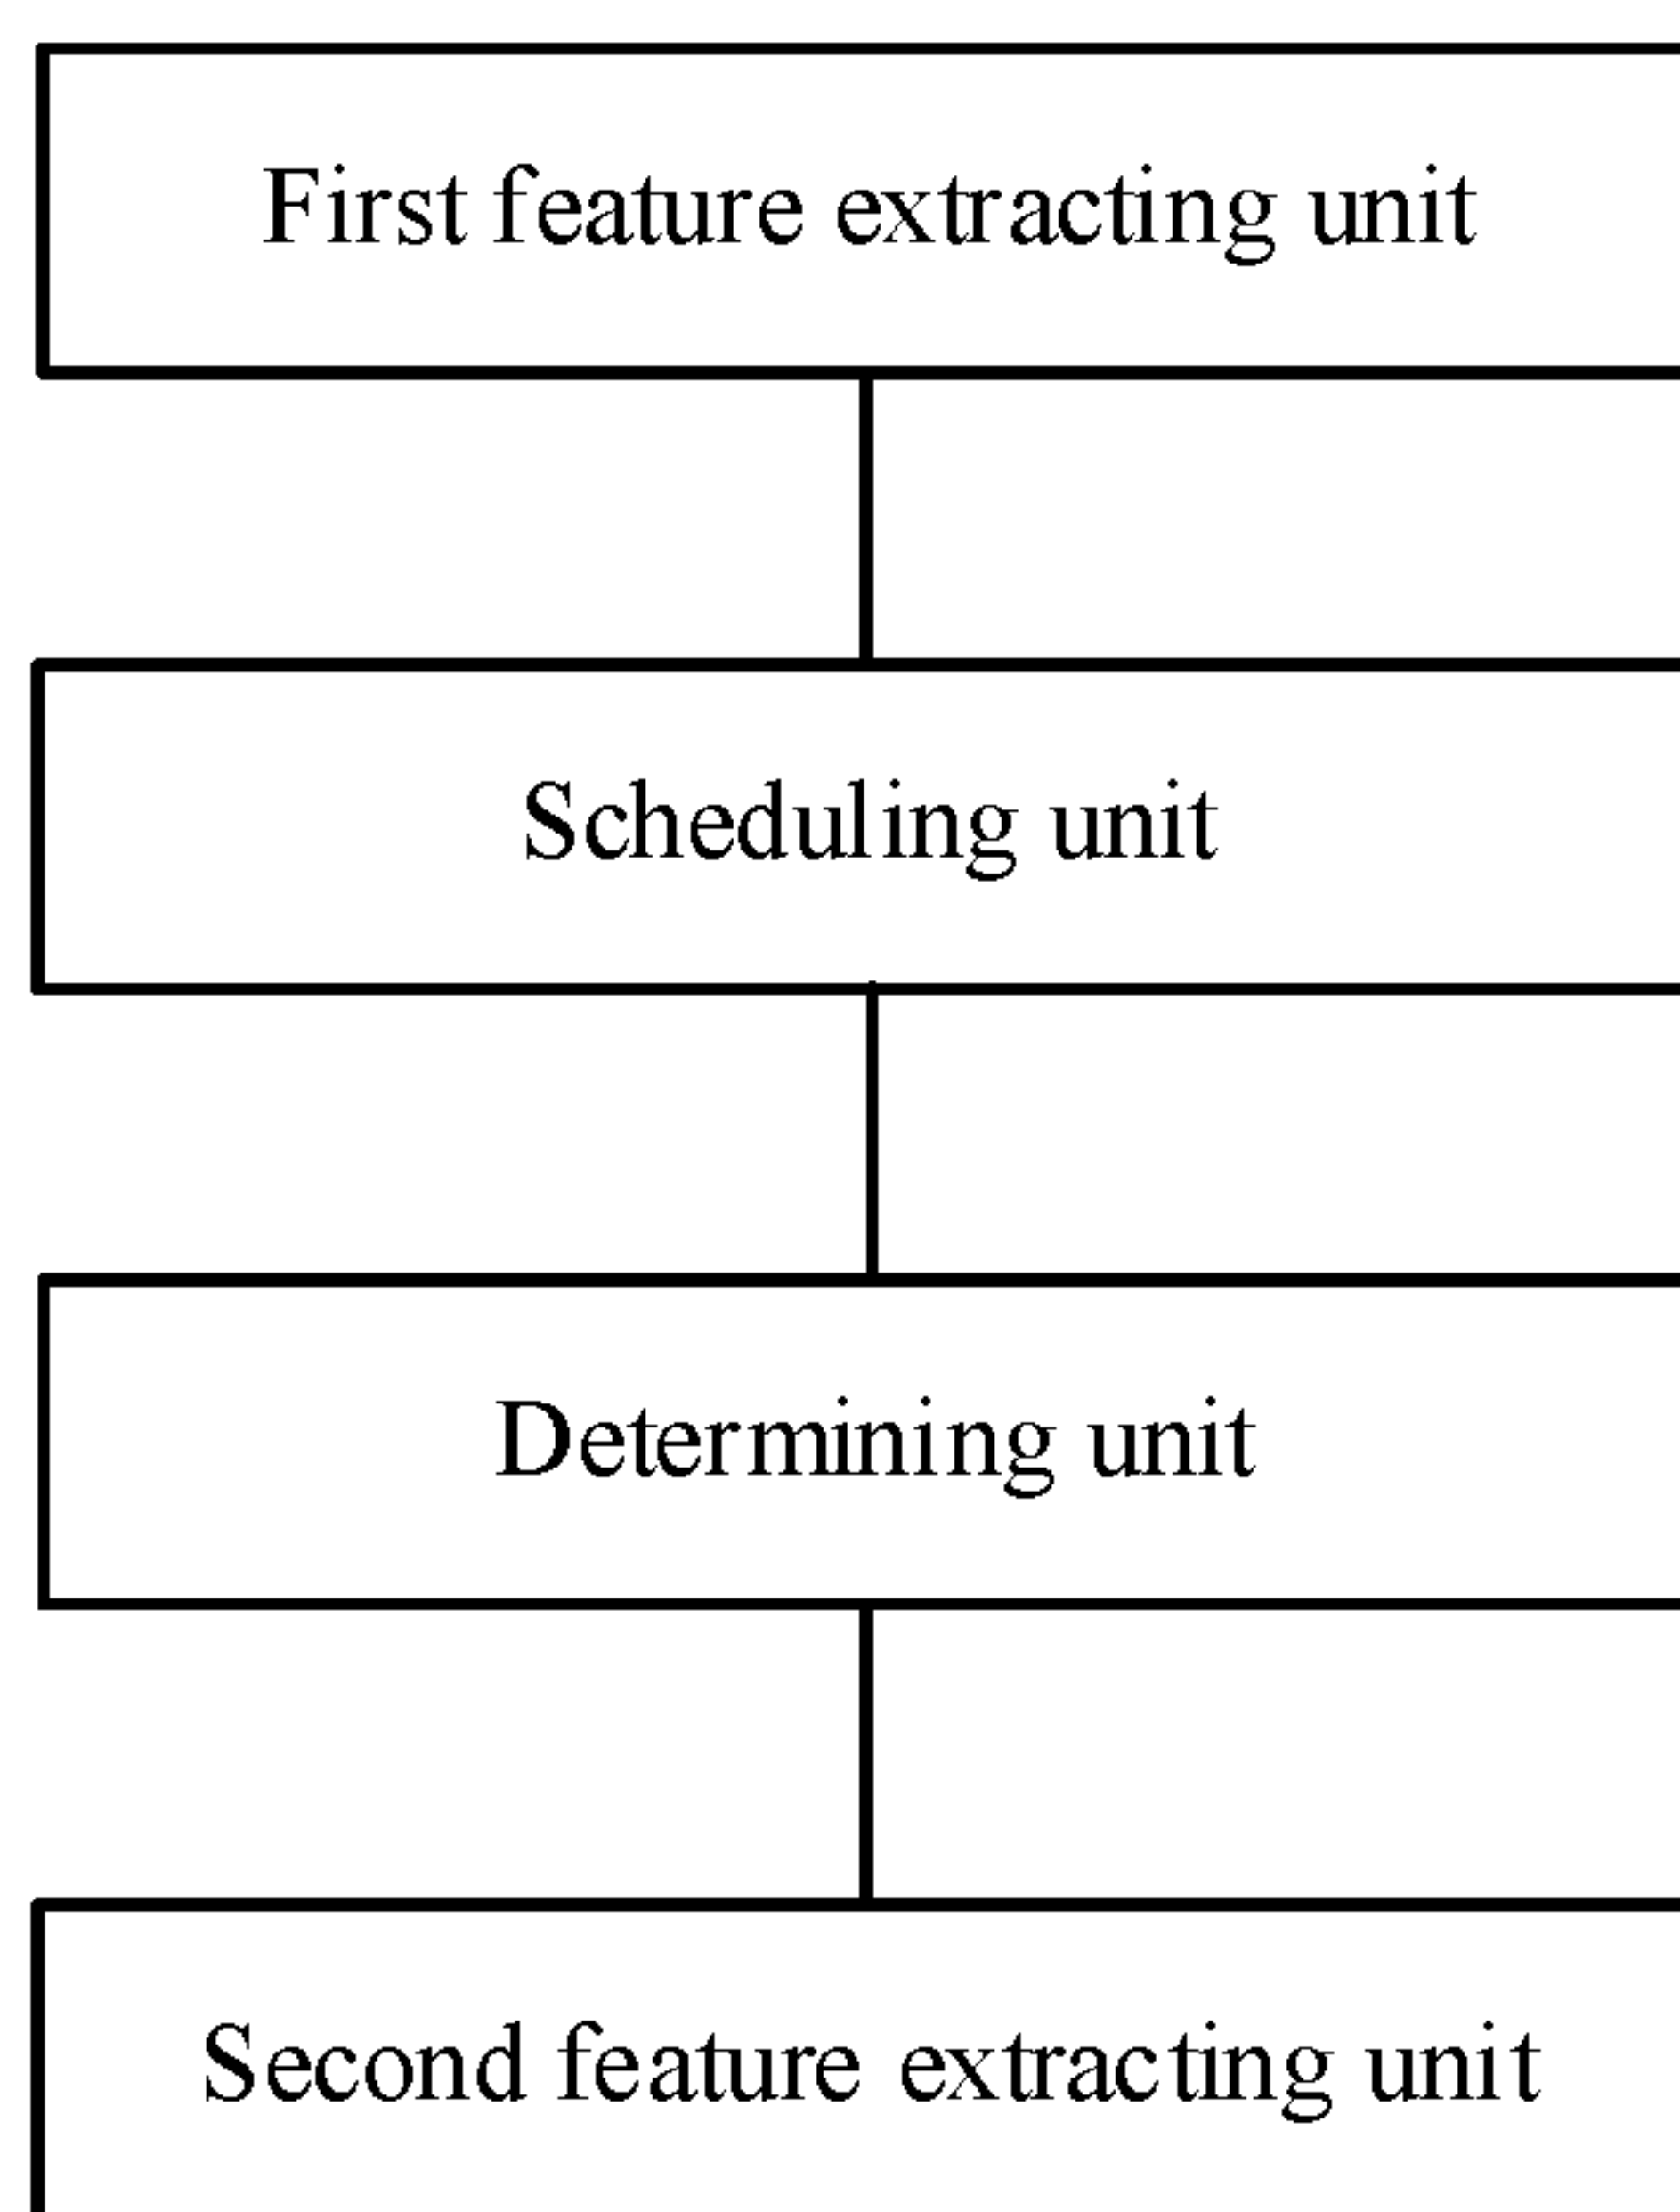 First feature extracting unit
Scheduling unit
Determining unit
Second feature extracting unit